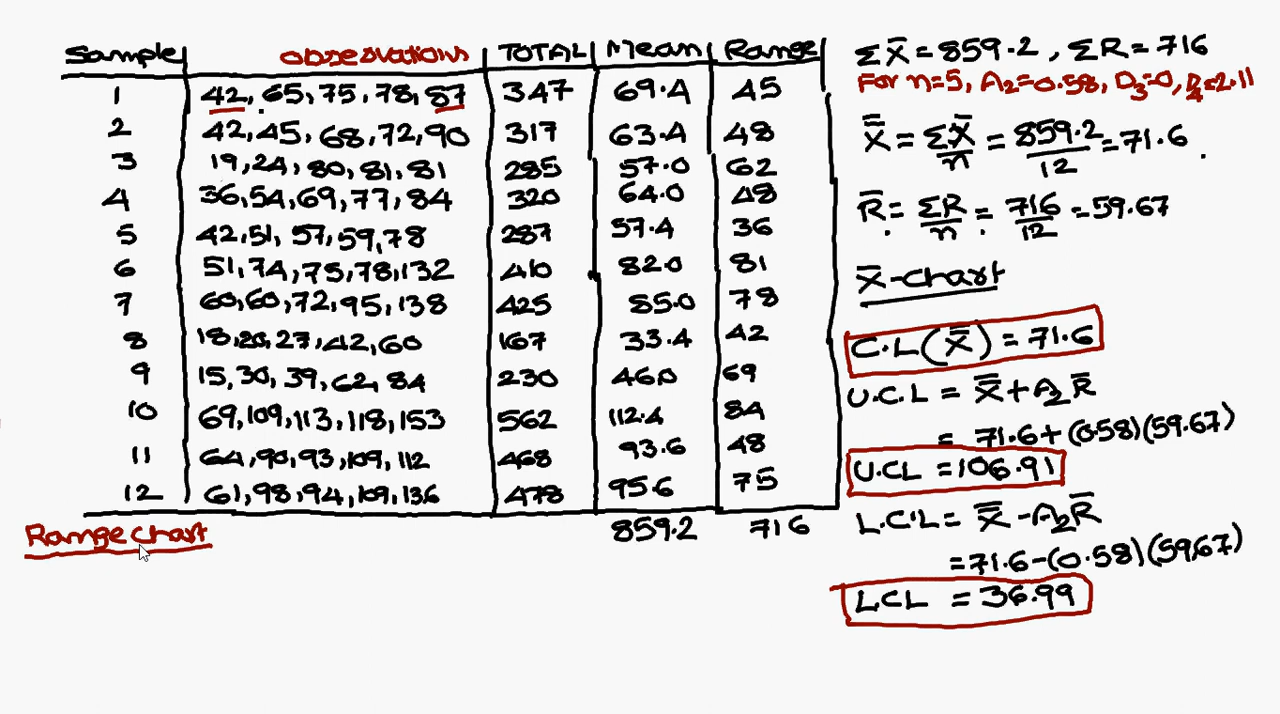 Sample observations TOTAL Mean Range
1 42, 65, 75, 78, 87 347 69.4 45
2 42, 45, 68, 72, 90 317 63.4 48
3 19, 24, 80, 81, 81 285 57.0 62
4 36, 54, 69, 77, 84 320 64.0 48
5 42, 51, 57, 59, 78 287 57.4 36
6 51, 74, 75, 78, 132 410 82.0 81
7 60, 60, 72, 95, 138 425 85.0 78
8 18, 20, 27, 42, 60 167 33.4 42
9 15, 30, 39, 62, 84 230 46.0 69
10 69, 109, 113, 118, 153 562 112.4 84
11 64, 90, 93, 109, 112 468 93.6 48
12 61, 98, 94, 109, 136 478 95.6 75
859.2 716
Range chart
ΣX̄ = 859.2, ΣR = 716
For n=5, A₂=0.58, D₃=0, D₄=2.11
X̿ = ΣX̄/n = 859.2/12 = 71.6
R̄ = ΣR/n = 716/12 = 59.67
X̄-chart
C.L (X̿) = 71.6
U.C.L = X̿ + A₂R̄
= 71.6 + (0.58)(59.67)
U.CL = 106.91
L.C.L = X̿ - A₂R̄
= 71.6 - (0.58)(59.67)
LCL = 36.99